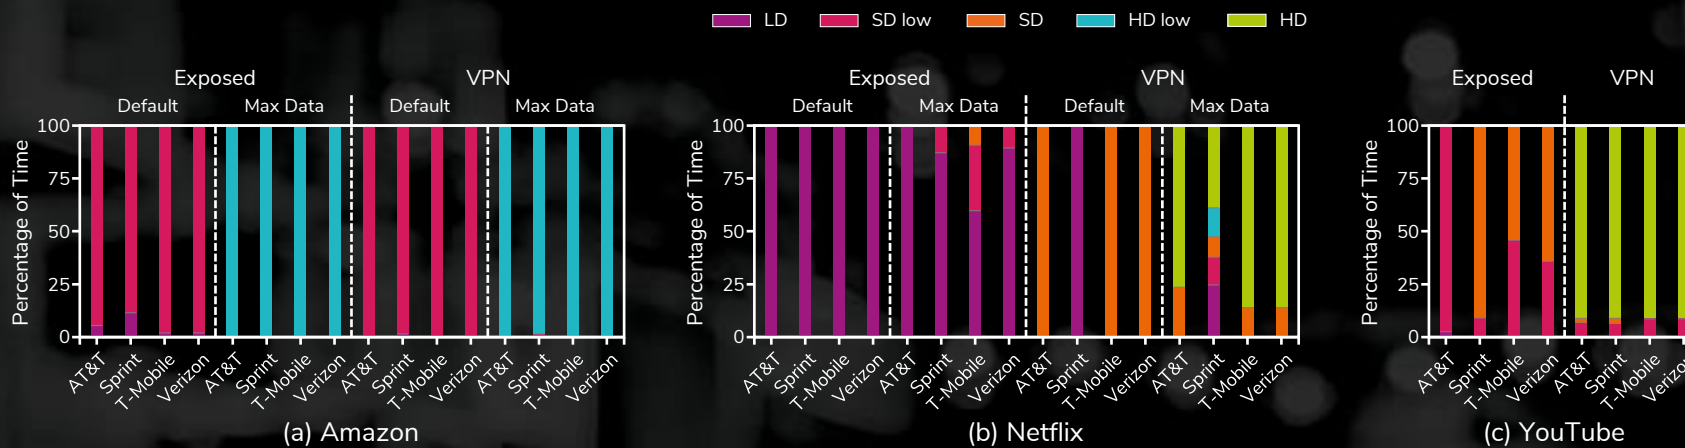 LD SD low SD HD low HD
Exposed VPN
Default Max Data Default Max Data
Percentage of Time
100
75
50
25
0
AT&T Sprint T-Mobile Verizon AT&T Sprint T-Mobile Verizon AT&T Sprint T-Mobile Verizon AT&T Sprint T-Mobile Verizon
(a) Amazon
Exposed VPN
Default Max Data Default Max Data
Percentage of Time
100
75
50
25
0
AT&T Sprint T-Mobile Verizon AT&T Sprint T-Mobile Verizon AT&T Sprint T-Mobile Verizon AT&T Sprint T-Mobile Verizon
(b) Netflix
Exposed VPN
Percentage of Time
100
75
50
25
0
AT&T Sprint T-Mobile Verizon AT&T Sprint T-Mobile Verizo
(c) YouTube